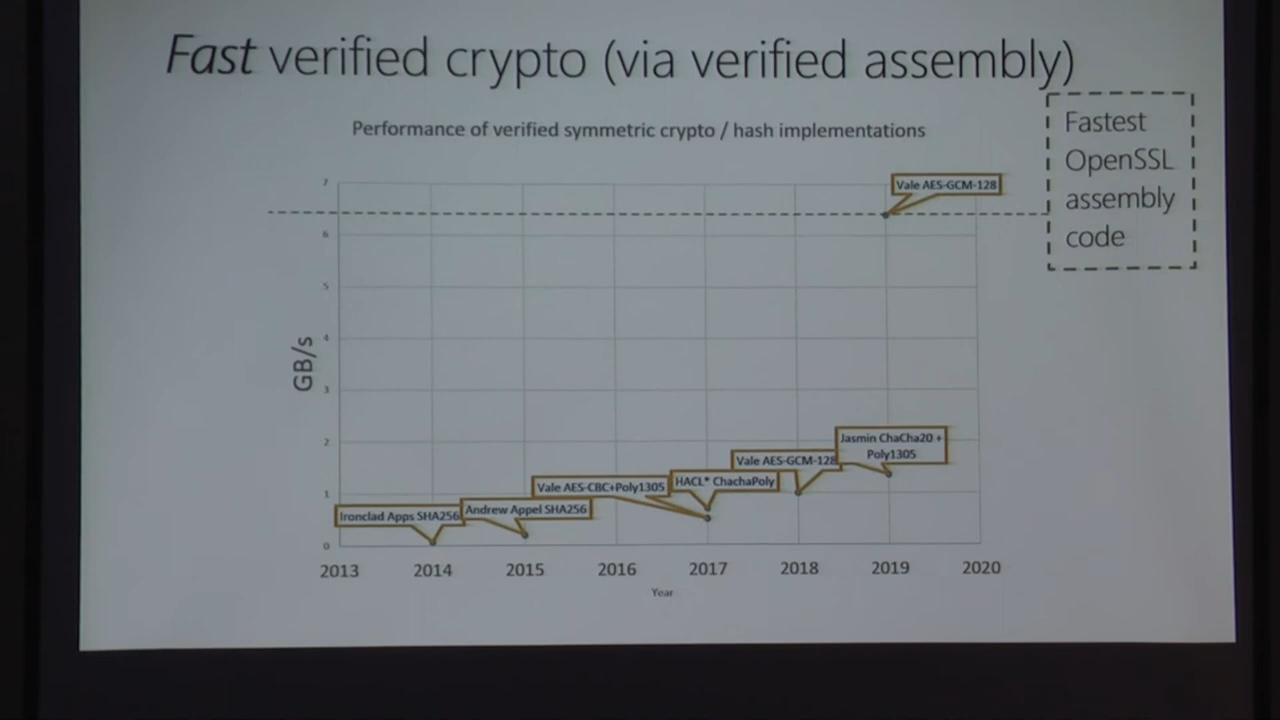 Fast verified crypto (via verified assembly)
Fastest
OpenSSL
assembly
code
Performance of verified symmetric crypto / hash implementations
Vale AES-GCM-128
7
6
5
4
3
2
1
0
GB/s
Jasmin ChaCha20 +
Poly1305
Vale AES-GCM-128
HACL* ChachaPoly
Vale AES-CBC+Poly1305
Andrew Appel SHA256
Ironclad Apps SHA256
2013 2014 2015 2016 2017 2018 2019 2020
Year